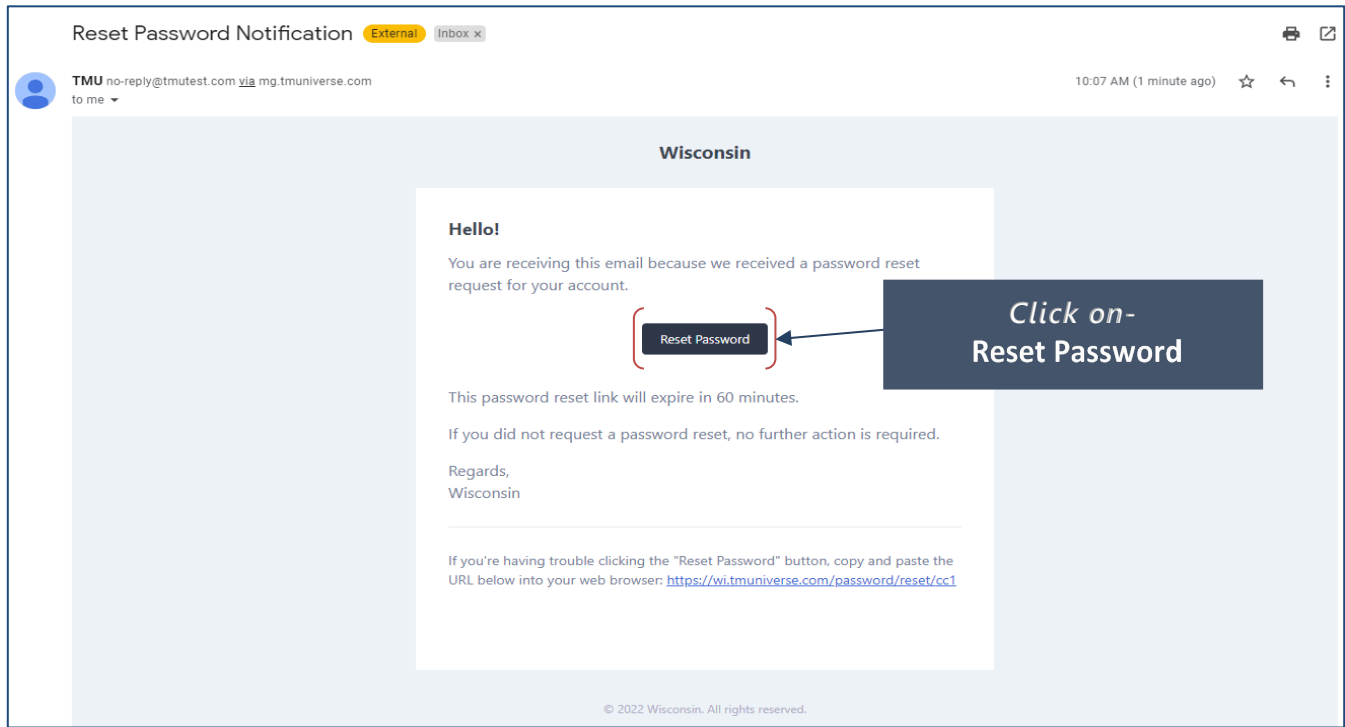 Reset Password Notification External Inbox ×
TMU no-reply@tmutest.com via mg.tmuniverse.com
10:07 AM (1 minute ago)
to me
Wisconsin
Hello!
You are receiving this email because we received a password reset
request for your account.
Reset Password
Click on-
Reset Password
This password reset link will expire in 60 minutes.
If you did not request a password reset, no further action is required.
Regards,
Wisconsin
If you're having trouble clicking the "Reset Password" button, copy and paste the
URL below into your web browser: https://wi.tmuniverse.com/password/reset/cc1
© 2022 Wisconsin. All rights reserved.